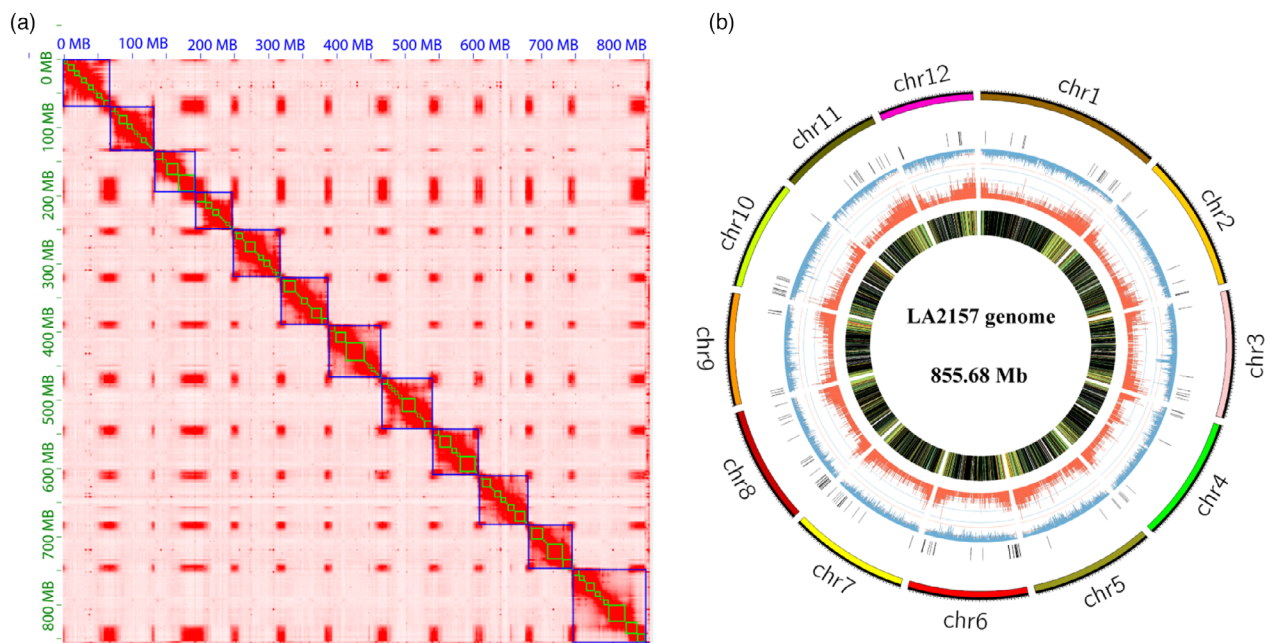 (a)
0 MB 100 MB 200 MB 300 MB 400 MB 500 MB 600 MB 700 MB 800 MB
0 MB
100 MB
200 MB
300 MB
400 MB
500 MB
600 MB
700 MB
800 MB
(b)
chr1
chr2
chr3
chr4
chr5
chr6
chr7
chr8
chr9
chr10
chr11
chr12
LA2157 genome
855.68 Mb